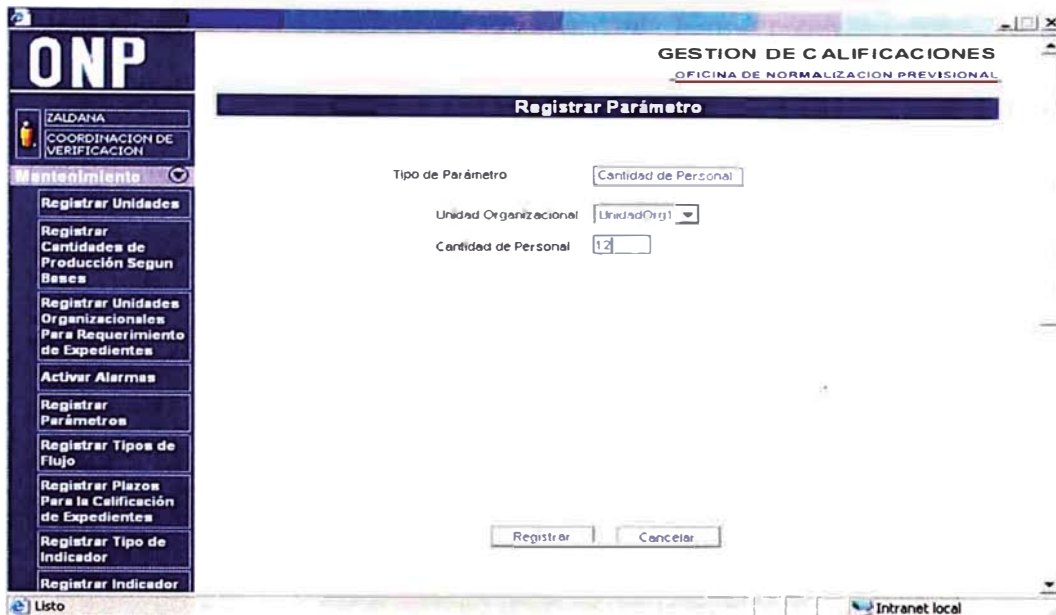 ONP
GESTION DE CALIFICACIONES
OFICINA DE NORMALIZACION PREVISIONAL
Registrar Parámetro
ZALDANA
COORDINACION DE
VERIFICACION
Mantenimiento
Registrar Unidades
Registrar
Cantidades de
Producción Segun
Bases
Registrar Unidades
Organizacionales
Para Requerimiento
de Expedientes
Activar Alarmas
Registrar
Parámetros
Registrar Tipos de
Flujo
Registrar Plazos
Para la Calificación
de Expedientes
Registrar Tipo de
Indicador
Registrar Indicador
Tipo de Parámetro Cantidad de Personal
Unidad Organizacional UnidadOrg1
Cantidad de Personal 12
Registrar Cancelar
Listo Intranet local